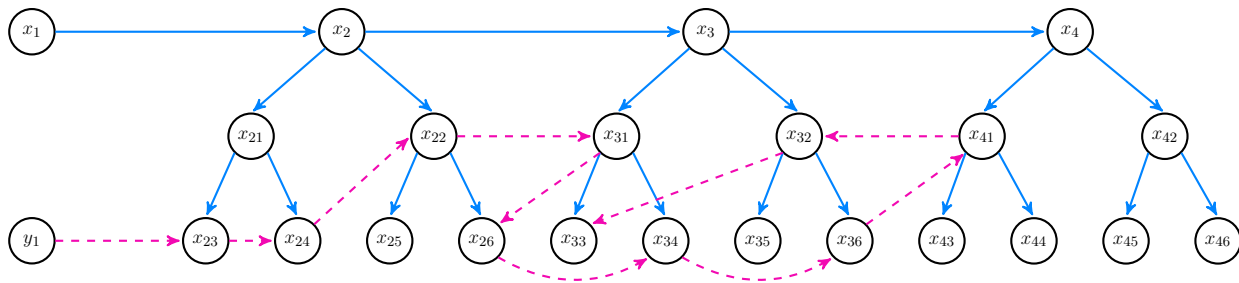 x₁ x₂ x₃ x₄
x₂₁ x₂₂ x₃₁ x₃₂ x₄₁ x₄₂
y₁ x₂₃ x₂₄ x₂₅ x₂₆ x₃₃ x₃₄ x₃₅ x₃₆ x₄₃ x₄₄ x₄₅ x₄₆